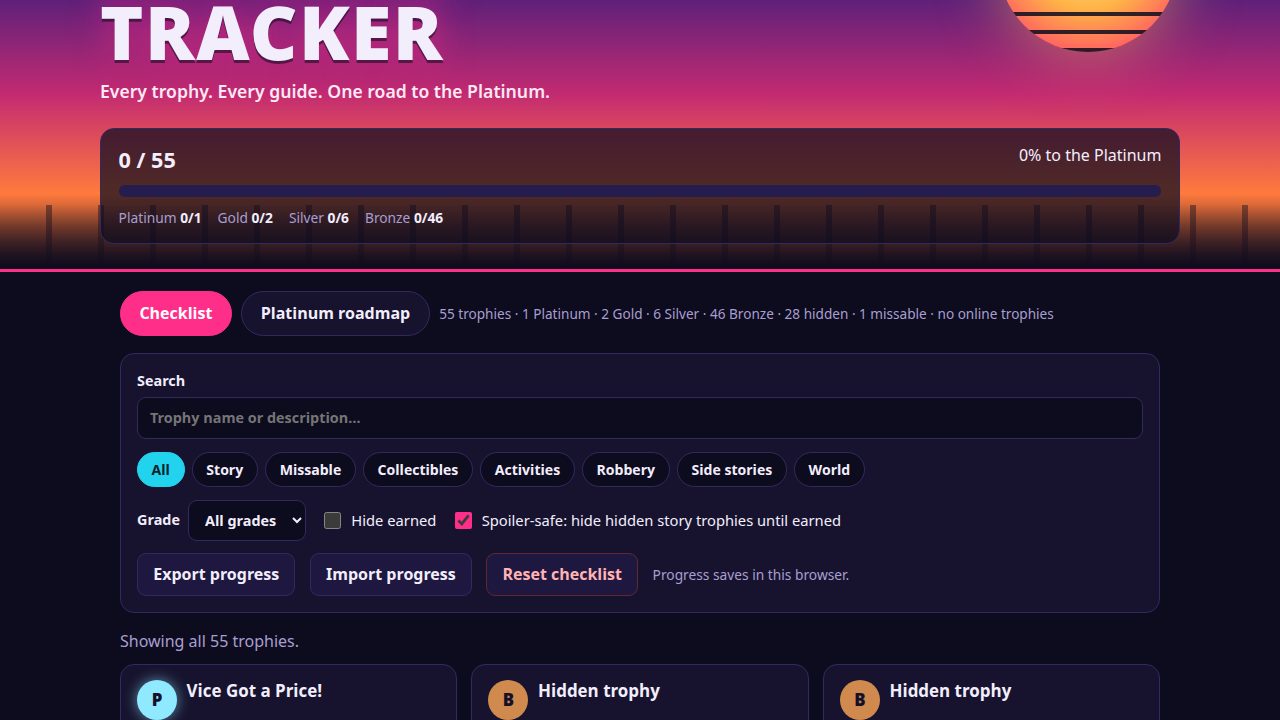 TRACKER
Every trophy. Every guide. One road to the Platinum.
0 / 55
0% to the Platinum
Platinum 0/1 Gold 0/2 Silver 0/6 Bronze 0/46
Checklist
Platinum roadmap
55 trophies · 1 Platinum · 2 Gold · 6 Silver · 46 Bronze · 28 hidden · 1 missable · no online trophies
Search
Trophy name or description...
All Story Missable Collectibles Activities Robbery Side stories World
Grade All grades Hide earned Spoiler-safe: hide hidden story trophies until earned
Export progress Import progress Reset checklist Progress saves in this browser.
Showing all 55 trophies.
P Vice Got a Price!
B Hidden trophy
B Hidden trophy